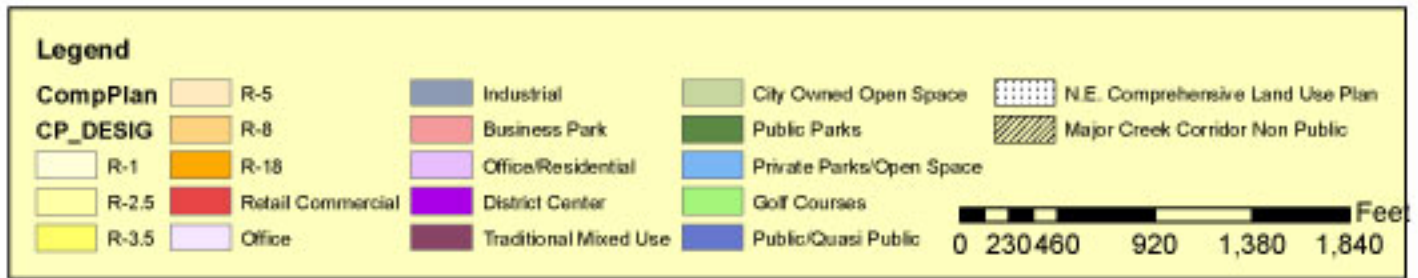 Legend
CompPlan
CP_DESIG
R-1
R-2.5
R-3.5
R-5
R-8
R-18
Retail Commercial
Office
Industrial
Business Park
Office/Residential
District Center
Traditional Mixed Use
City Owned Open Space
Public Parks
Private Parks/Open Space
Golf Courses
Public/Quasi Public
N.E. Comprehensive Land Use Plan
Major Creek Corridor Non Public
Feet
0 230 460 920 1,380 1,840